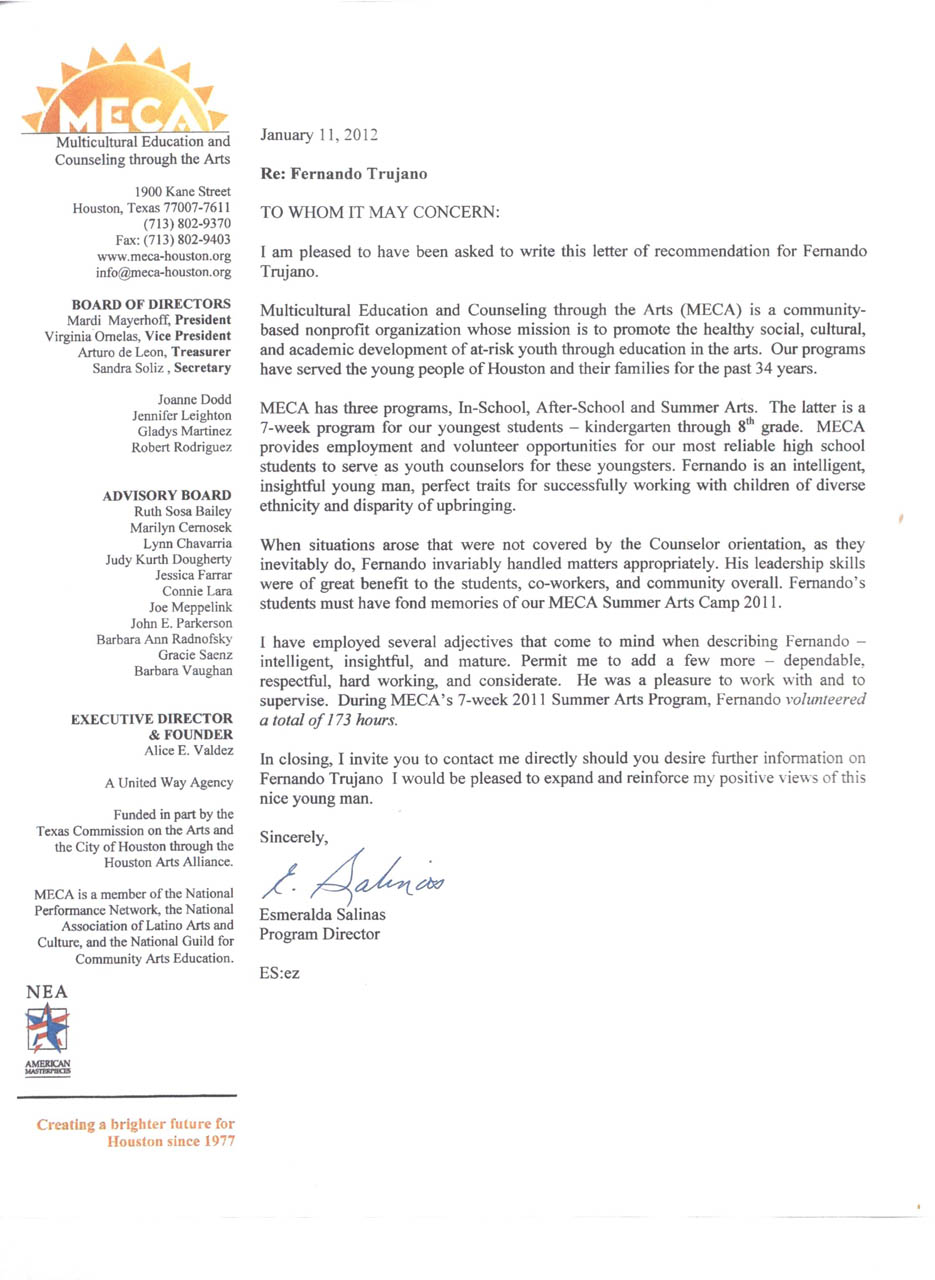 MECA
Multicultural Education and
Counseling through the Arts
1900 Kane Street
Houston, Texas 77007-7611
(713) 802-9370
Fax: (713) 802-9403
www.meca-houston.org
info@meca-houston.org
BOARD OF DIRECTORS
Mardi Mayerhoff, President
Virginia Ornelas, Vice President
Arturo de Leon, Treasurer
Sandra Soliz , Secretary
Joanne Dodd
Jennifer Leighton
Gladys Martinez
Robert Rodriguez
ADVISORY BOARD
Ruth Sosa Bailey
Marilyn Cernosek
Lynn Chavarria
Judy Kurth Dougherty
Jessica Farrar
Connie Lara
Joe Meppelink
John E. Parkerson
Barbara Ann Radnofsky
Gracie Saenz
Barbara Vaughan
EXECUTIVE DIRECTOR
& FOUNDER
Alice E. Valdez
A United Way Agency
Funded in part by the
Texas Commission on the Arts and
the City of Houston through the
Houston Arts Alliance.
MECA is a member of the National
Performance Network, the National
Association of Latino Arts and
Culture, and the National Guild for
Community Arts Education.
NEA
AMERICAN
MASTERPIECES
Creating a brighter future for
Houston since 1977
January 11, 2012
Re: Fernando Trujano
TO WHOM IT MAY CONCERN:
I am pleased to have been asked to write this letter of recommendation for Fernando
Trujano.
Multicultural Education and Counseling through the Arts (MECA) is a community-
based nonprofit organization whose mission is to promote the healthy social, cultural,
and academic development of at-risk youth through education in the arts. Our programs
have served the young people of Houston and their families for the past 34 years.
MECA has three programs, In-School, After-School and Summer Arts. The latter is a
7-week program for our youngest students – kindergarten through 8th grade. MECA
provides employment and volunteer opportunities for our most reliable high school
students to serve as youth counselors for these youngsters. Fernando is an intelligent,
insightful young man, perfect traits for successfully working with children of diverse
ethnicity and disparity of upbringing.
When situations arose that were not covered by the Counselor orientation, as they
inevitably do, Fernando invariably handled matters appropriately. His leadership skills
were of great benefit to the students, co-workers, and community overall. Fernando's
students must have fond memories of our MECA Summer Arts Camp 2011.
I have employed several adjectives that come to mind when describing Fernando –
intelligent, insightful, and mature. Permit me to add a few more – dependable,
respectful, hard working, and considerate. He was a pleasure to work with and to
supervise. During MECA's 7-week 2011 Summer Arts Program, Fernando volunteered
a total of 173 hours.
In closing, I invite you to contact me directly should you desire further information on
Fernando Trujano I would be pleased to expand and reinforce my positive views of this
nice young man.
Sincerely,
E. Salinas
Esmeralda Salinas
Program Director
ES:ez